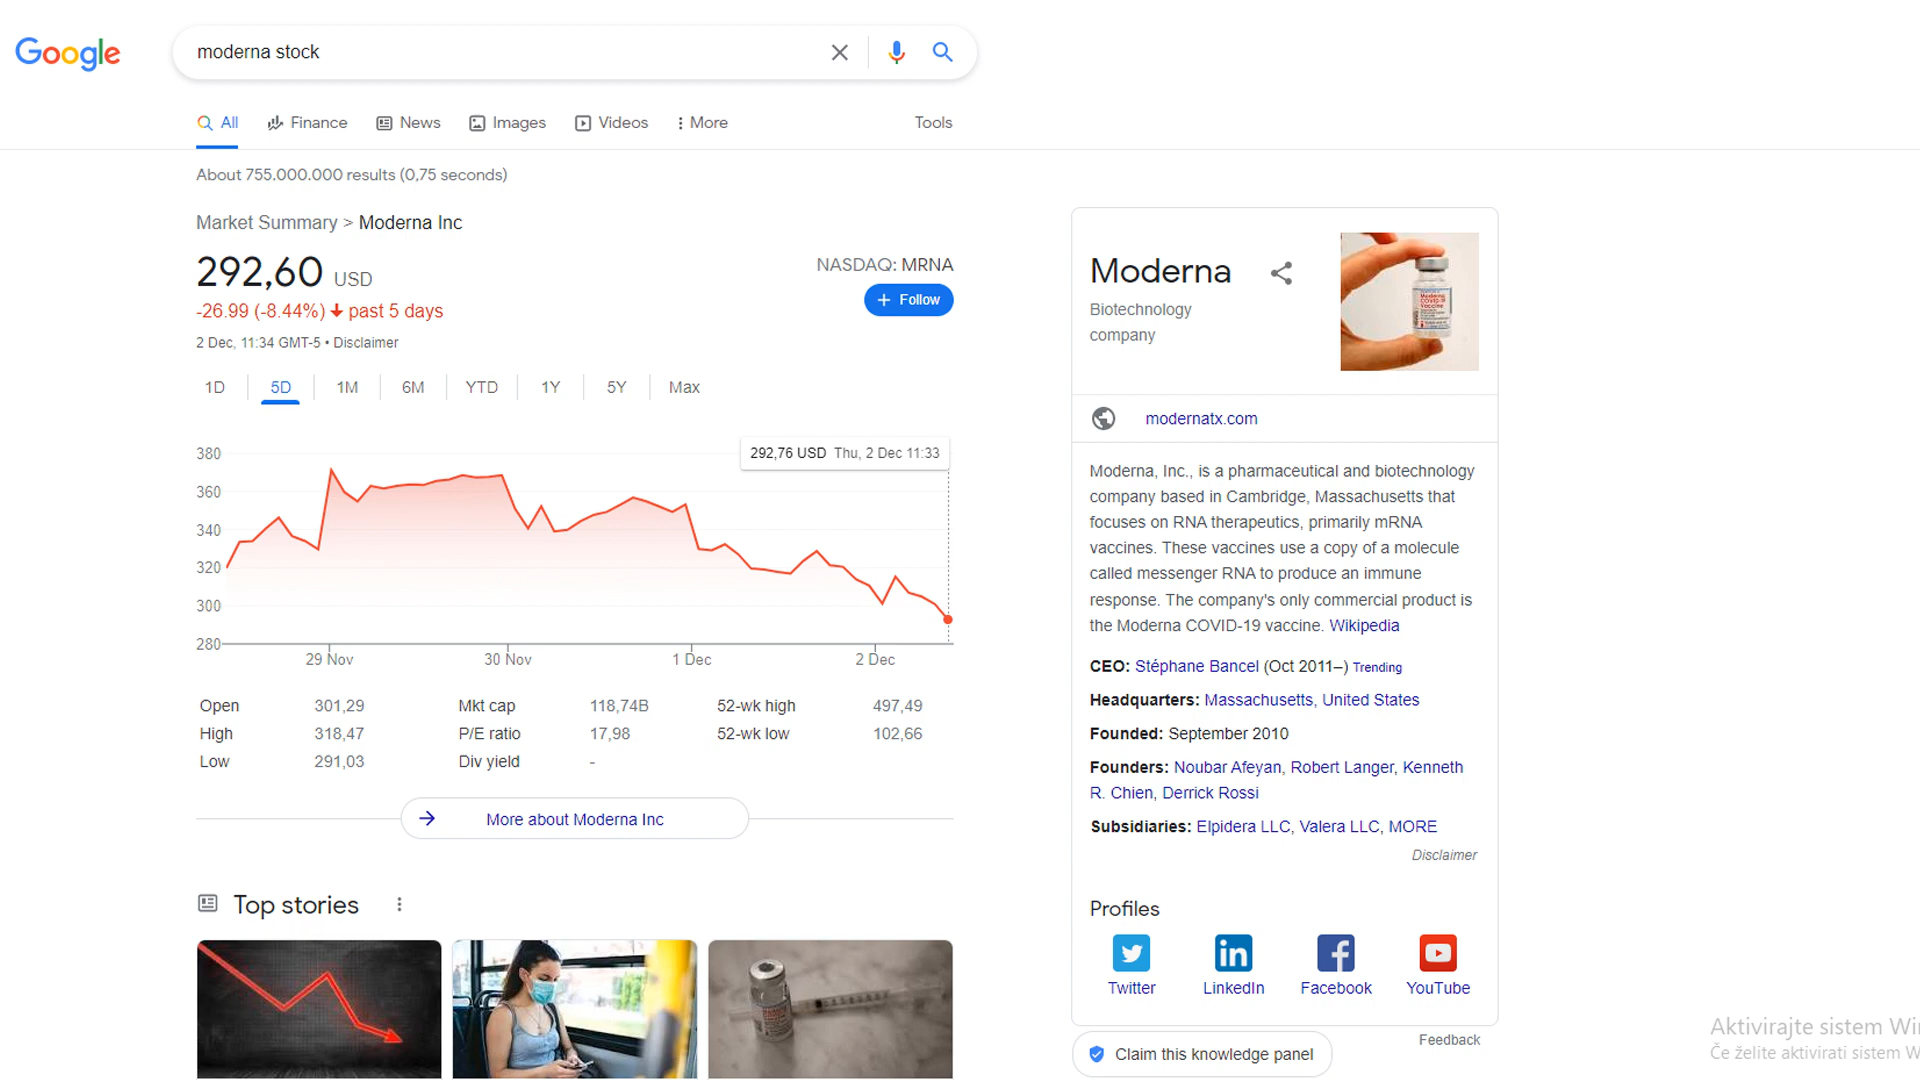 Google
moderna stock
All
Finance
News
Images
Videos
More
Tools
About 755.000.000 results (0,75 seconds)
Market Summary > Moderna Inc
292,60 USD
NASDAQ: MRNA
-26.99 (-8.44%) past 5 days
+ Follow
2 Dec, 11:34 GMT-5 • Disclaimer
1D
5D
1M
6M
YTD
1Y
5Y
Max
292,76 USD Thu, 2 Dec 11:33
380
360
340
320
300
280
29 Nov
30 Nov
1 Dec
2 Dec
Open 301,29 Mkt cap 118,74B 52-wk high 497,49
High 318,47 P/E ratio 17,98 52-wk low 102,66
Low 291,03 Div yield -
More about Moderna Inc
Top stories
Moderna
Biotechnology
company
Moderna
COVID-19
Vaccine
modernatx.com
Moderna, Inc., is a pharmaceutical and biotechnology
company based in Cambridge, Massachusetts that
focuses on RNA therapeutics, primarily mRNA
vaccines. These vaccines use a copy of a molecule
called messenger RNA to produce an immune
response. The company's only commercial product is
the Moderna COVID-19 vaccine. Wikipedia
CEO: Stéphane Bancel (Oct 2011–) Trending
Headquarters: Massachusetts, United States
Founded: September 2010
Founders: Noubar Afeyan, Robert Langer, Kenneth
R. Chien, Derrick Rossi
Subsidiaries: Elpidera LLC, Valera LLC, MORE
Disclaimer
Profiles
Twitter
LinkedIn
Facebook
YouTube
Claim this knowledge panel
Feedback
Aktivirajte sistem Wi
Če želite aktivirati sistem W